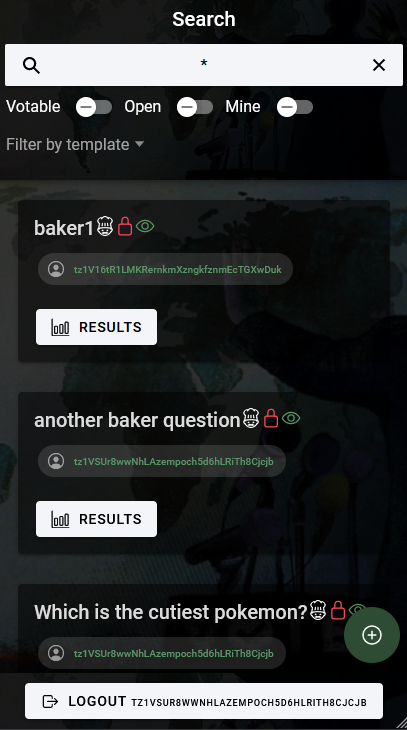 Search
*
Votable Open Mine
Filter by template
baker1
tz1V16tR1LMKRernkmXzngkfznmEcTGXwDuk
RESULTS
another baker question
tz1VSUr8wwNhLAzempoch5d6hLRiTh8Cjcjb
RESULTS
Which is the cutiest pokemon?
tz1VSUr8wwNhLAzempoch5d6hLRiTh8Cjcjb
LOGOUT TZ1VSUR8WWNHLAZEMPOCH5D6HLRITH8CJCJB